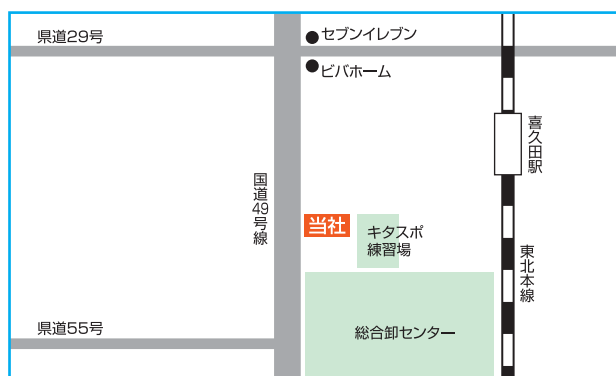 県道29号
セブンイレブン
ビバホーム
喜久田駅
国道49号線
当社
キタスポ
練習場
東北本線
県道55号
総合卸センター